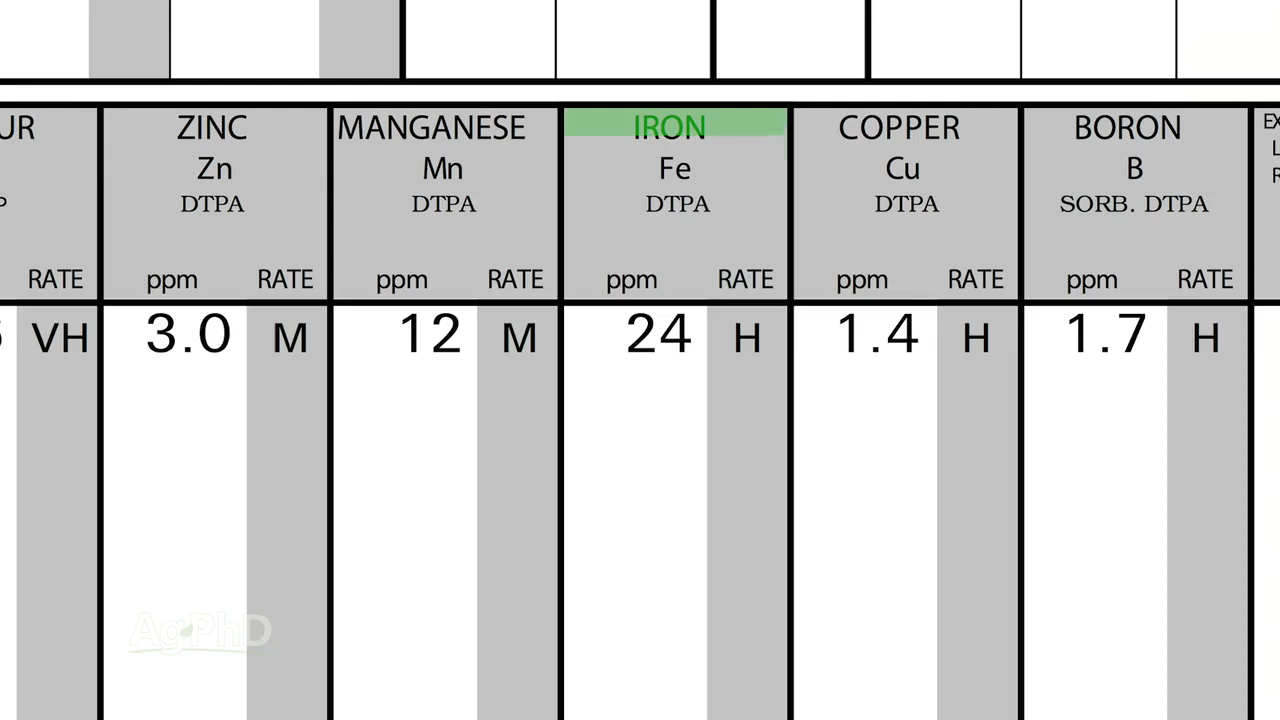 UR ZINC MANGANESE IRON COPPER BORON EX
Zn Mn Fe Cu B L
P DTPA DTPA DTPA DTPA SORB. DTPA R
RATE ppm RATE ppm RATE ppm RATE ppm RATE ppm RATE
VH 3.0 M 12 M 24 H 1.4 H 1.7 H
AgPhD